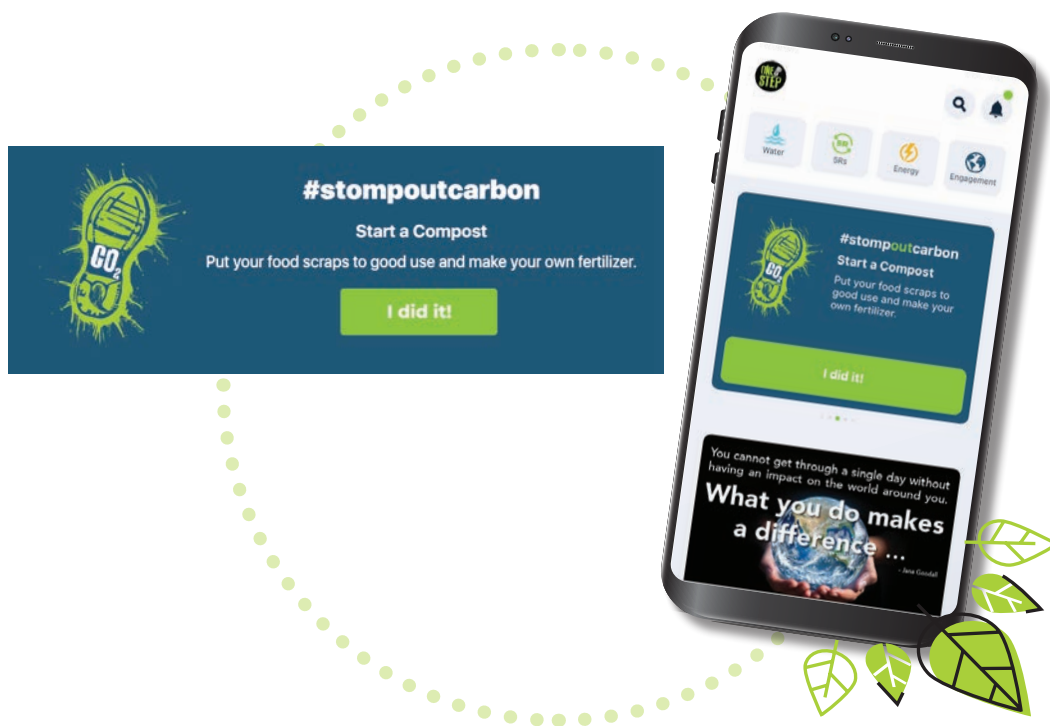 CO2
#stompoutcarbon
Start a Compost
Put your food scraps to good use and make your own fertilizer.
I did it!
ONE
STEP
Water
SRs
Energy
Engagement
CO2
#stompoutcarbon
Start a Compost
Put your food scraps to
good use and make your
own fertilizer.
I did it!
You cannot get through a single day without
having an impact on the world around you.
What you do makes
a difference ...
- Jane Goodall